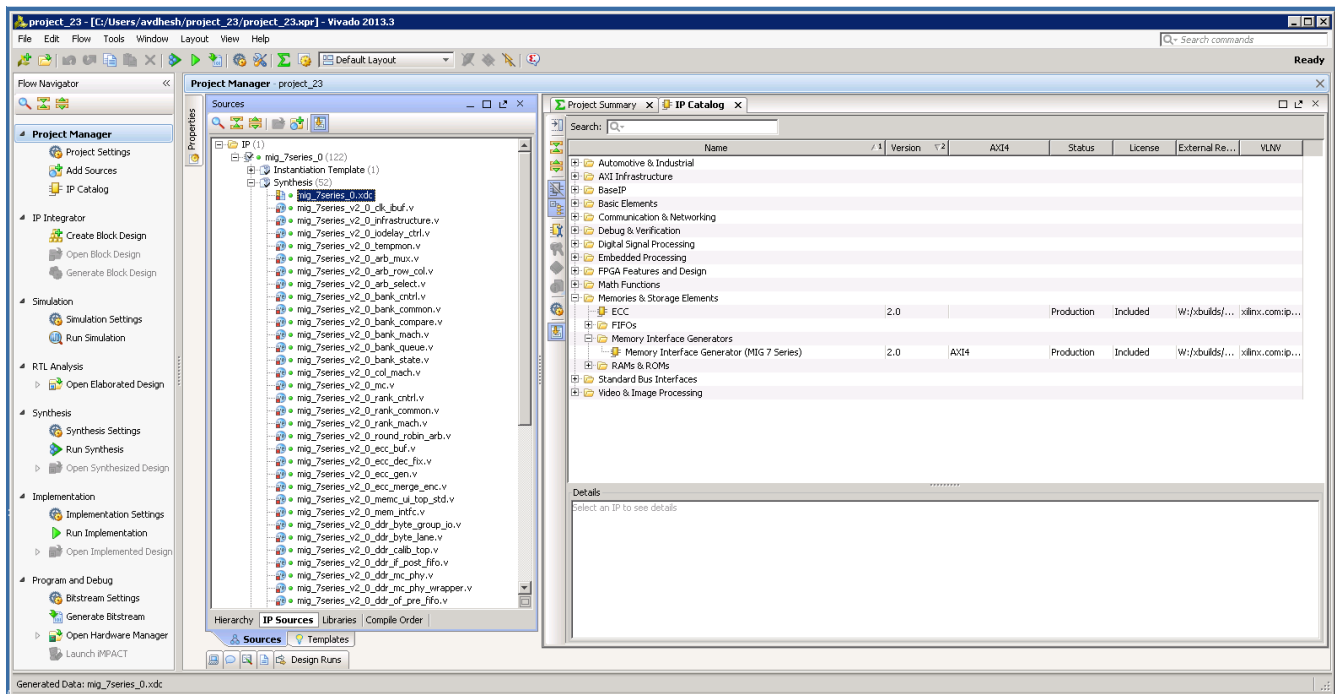 project_23 - [C:/Users/avdhesh/project_23/project_23.xpr] - Vivado 2013.3
File Edit Flow Tools Window Layout View Help
Search commands
Default Layout
Ready
Flow Navigator
Project Manager
Project Settings
Add Sources
IP Catalog
IP Integrator
Create Block Design
Open Block Design
Generate Block Design
Simulation
Simulation Settings
Run Simulation
RTL Analysis
Open Elaborated Design
Synthesis
Synthesis Settings
Run Synthesis
Open Synthesized Design
Implementation
Implementation Settings
Run Implementation
Open Implemented Design
Program and Debug
Bitstream Settings
Generate Bitstream
Open Hardware Manager
Launch iMPACT
Project Manager - project_23
Properties
Sources
IP (1)
mig_7series_0 (122)
Instantiation Template (1)
Synthesis (52)
mig_7series_0.xdc
mig_7series_v2_0_clk_ibuf.v
mig_7series_v2_0_infrastructure.v
mig_7series_v2_0_iodelay_ctrl.v
mig_7series_v2_0_tempmon.v
mig_7series_v2_0_arb_mux.v
mig_7series_v2_0_arb_row_col.v
mig_7series_v2_0_arb_select.v
mig_7series_v2_0_bank_cntrl.v
mig_7series_v2_0_bank_common.v
mig_7series_v2_0_bank_compare.v
mig_7series_v2_0_bank_mach.v
mig_7series_v2_0_bank_queue.v
mig_7series_v2_0_bank_state.v
mig_7series_v2_0_col_mach.v
mig_7series_v2_0_mc.v
mig_7series_v2_0_rank_cntrl.v
mig_7series_v2_0_rank_common.v
mig_7series_v2_0_rank_mach.v
mig_7series_v2_0_round_robin_arb.v
mig_7series_v2_0_ecc_buf.v
mig_7series_v2_0_ecc_dec_fix.v
mig_7series_v2_0_ecc_gen.v
mig_7series_v2_0_ecc_merge_enc.v
mig_7series_v2_0_memc_ui_top_std.v
mig_7series_v2_0_mem_intfc.v
mig_7series_v2_0_ddr_byte_group_io.v
mig_7series_v2_0_ddr_byte_lane.v
mig_7series_v2_0_ddr_calib_top.v
mig_7series_v2_0_ddr_if_post_fifo.v
mig_7series_v2_0_ddr_mc_phy.v
mig_7series_v2_0_ddr_mc_phy_wrapper.v
mig_7series_v2_0_ddr_of_pre_fifo.v
Hierarchy IP Sources Libraries Compile Order
Sources Templates
Design Runs
Project Summary IP Catalog
Search:
Name 1 Version 2 AXI4 Status License External Re... VLNV
Automotive & Industrial
AXI Infrastructure
BaseIP
Basic Elements
Communication & Networking
Debug & Verification
Digital Signal Processing
Embedded Processing
FPGA Features and Design
Math Functions
Memories & Storage Elements
ECC 2.0 Production Included W:/xbuilds/... xilinx.com:ip...
FIFOs
Memory Interface Generators
Memory Interface Generator (MIG 7 Series) 2.0 AXI4 Production Included W:/xbuilds/... xilinx.com:ip...
RAMs & ROMs
Standard Bus Interfaces
Video & Image Processing
Details
Select an IP to see details
Generated Data: mig_7series_0.xdc